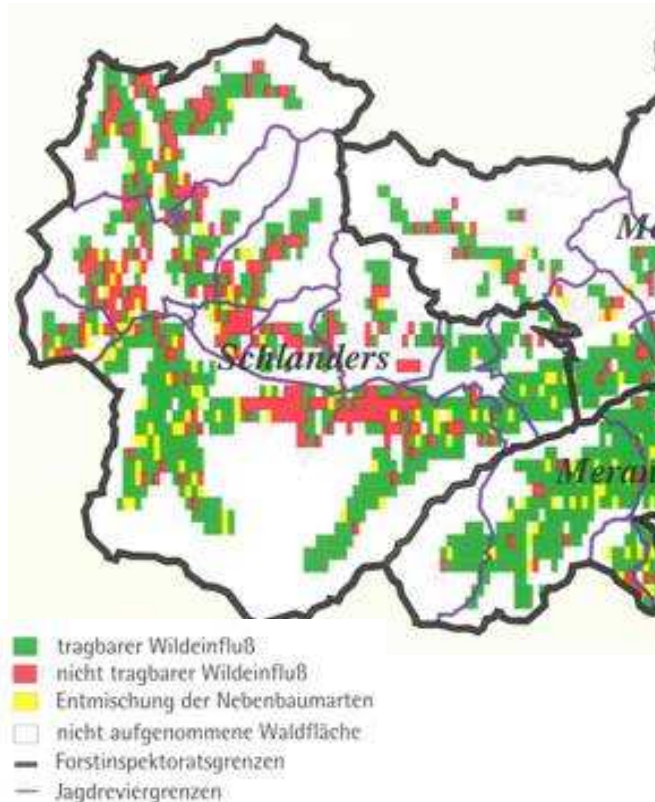 Schlanders
Meran
tragbarer Wildeinfluß
nicht tragbarer Wildeinfluß
Entmischung der Nebenbaumarten
nicht aufgenommene Waldfläche
Forstinspektoratsgrenzen
Jagdreviergrenzen